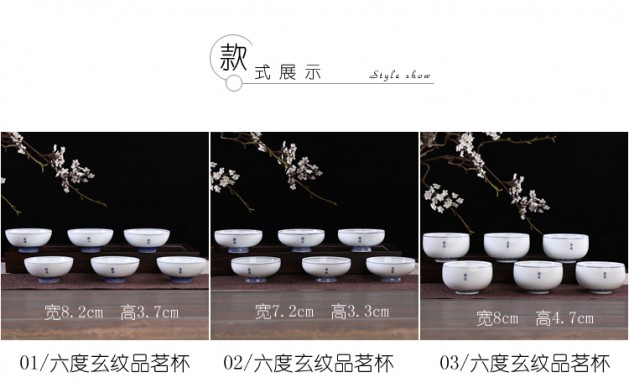 款式展示
Style show
宽8.2cm 高3.7cm
宽7.2cm 高3.3cm
宽8cm 高4.7cm
01/六度玄纹品茗杯
02/六度玄纹品茗杯
03/六度玄纹品茗杯